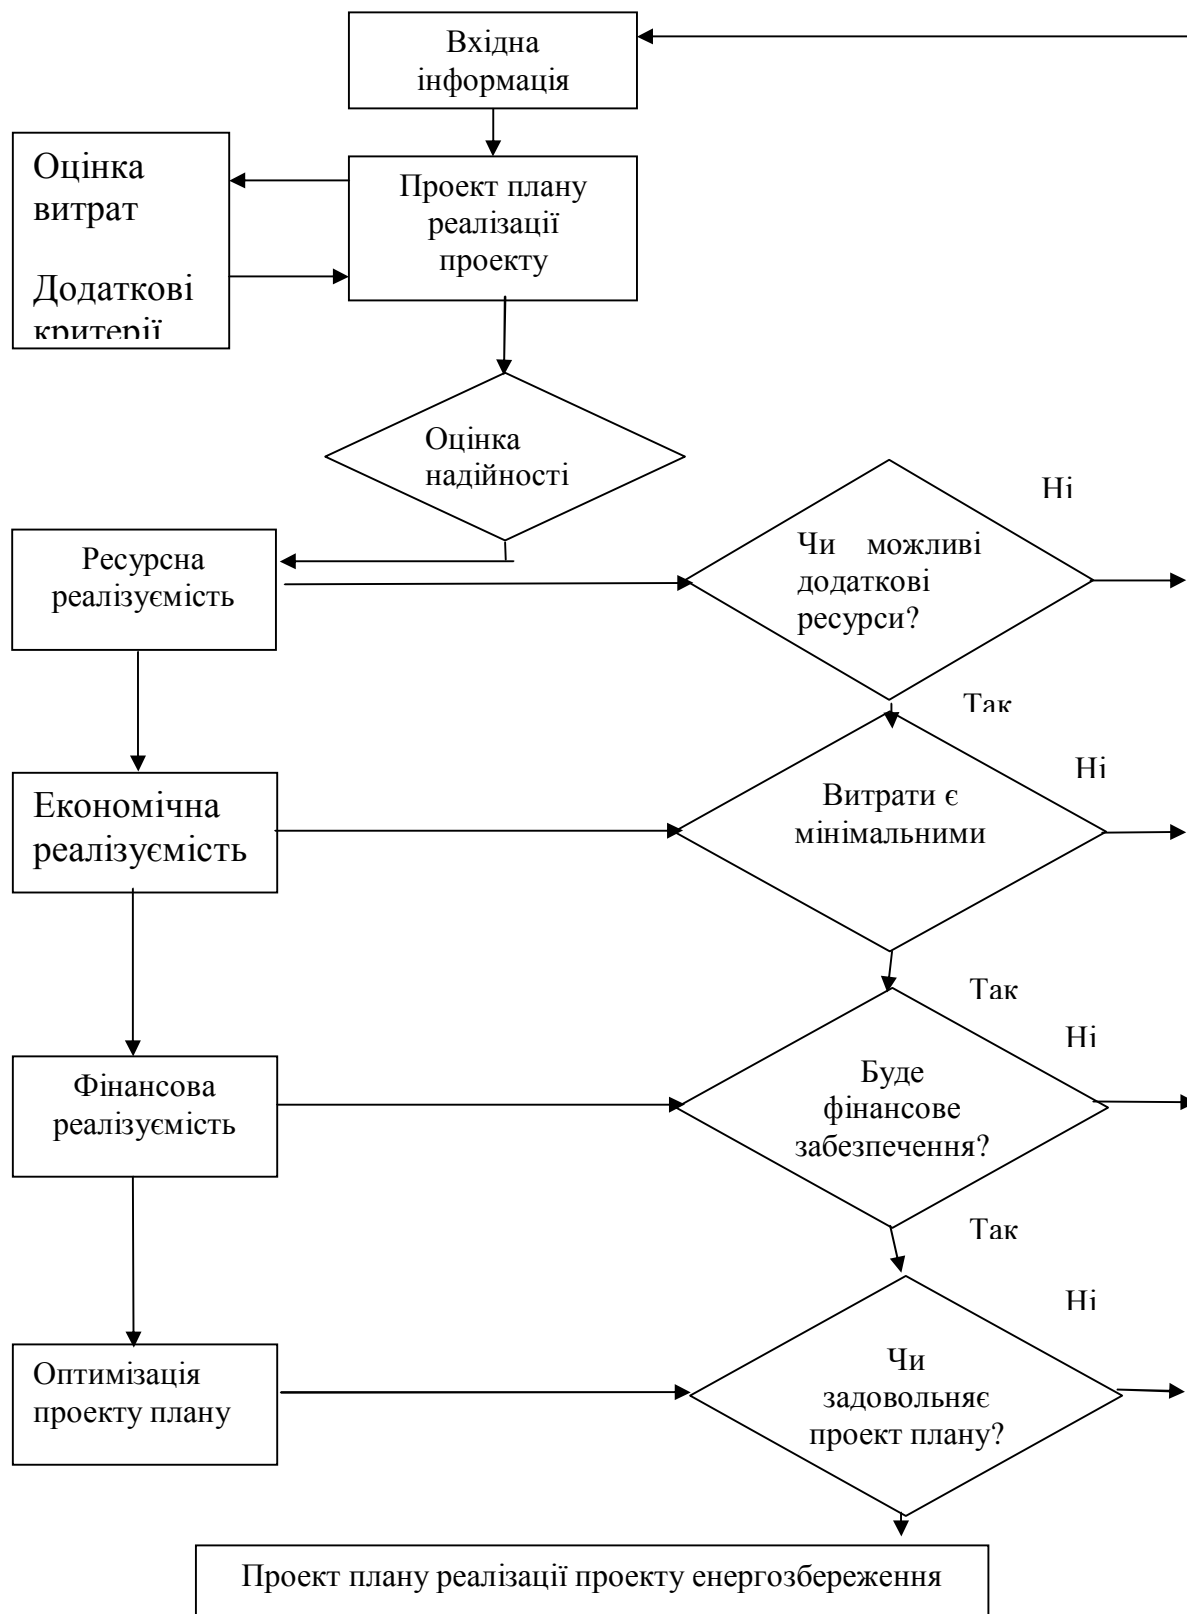 Вхідна
інформація
Оцінка
витрат
Додаткові
критерії
Проект плану
реалізації
проекту
Оцінка
надійності
Ні
Ресурсна
реалізуємість
Чи можливі
додаткові
ресурси?
Так
Ні
Економічна
реалізуємість
Витрати є
мінімальними
Так
Ні
Фінансова
реалізуємість
Буде
фінансове
забезпечення?
Так
Ні
Оптимізація
проекту плану
Чи
задовольняє
проект плану?
Проект плану реалізації проекту енергозбереження